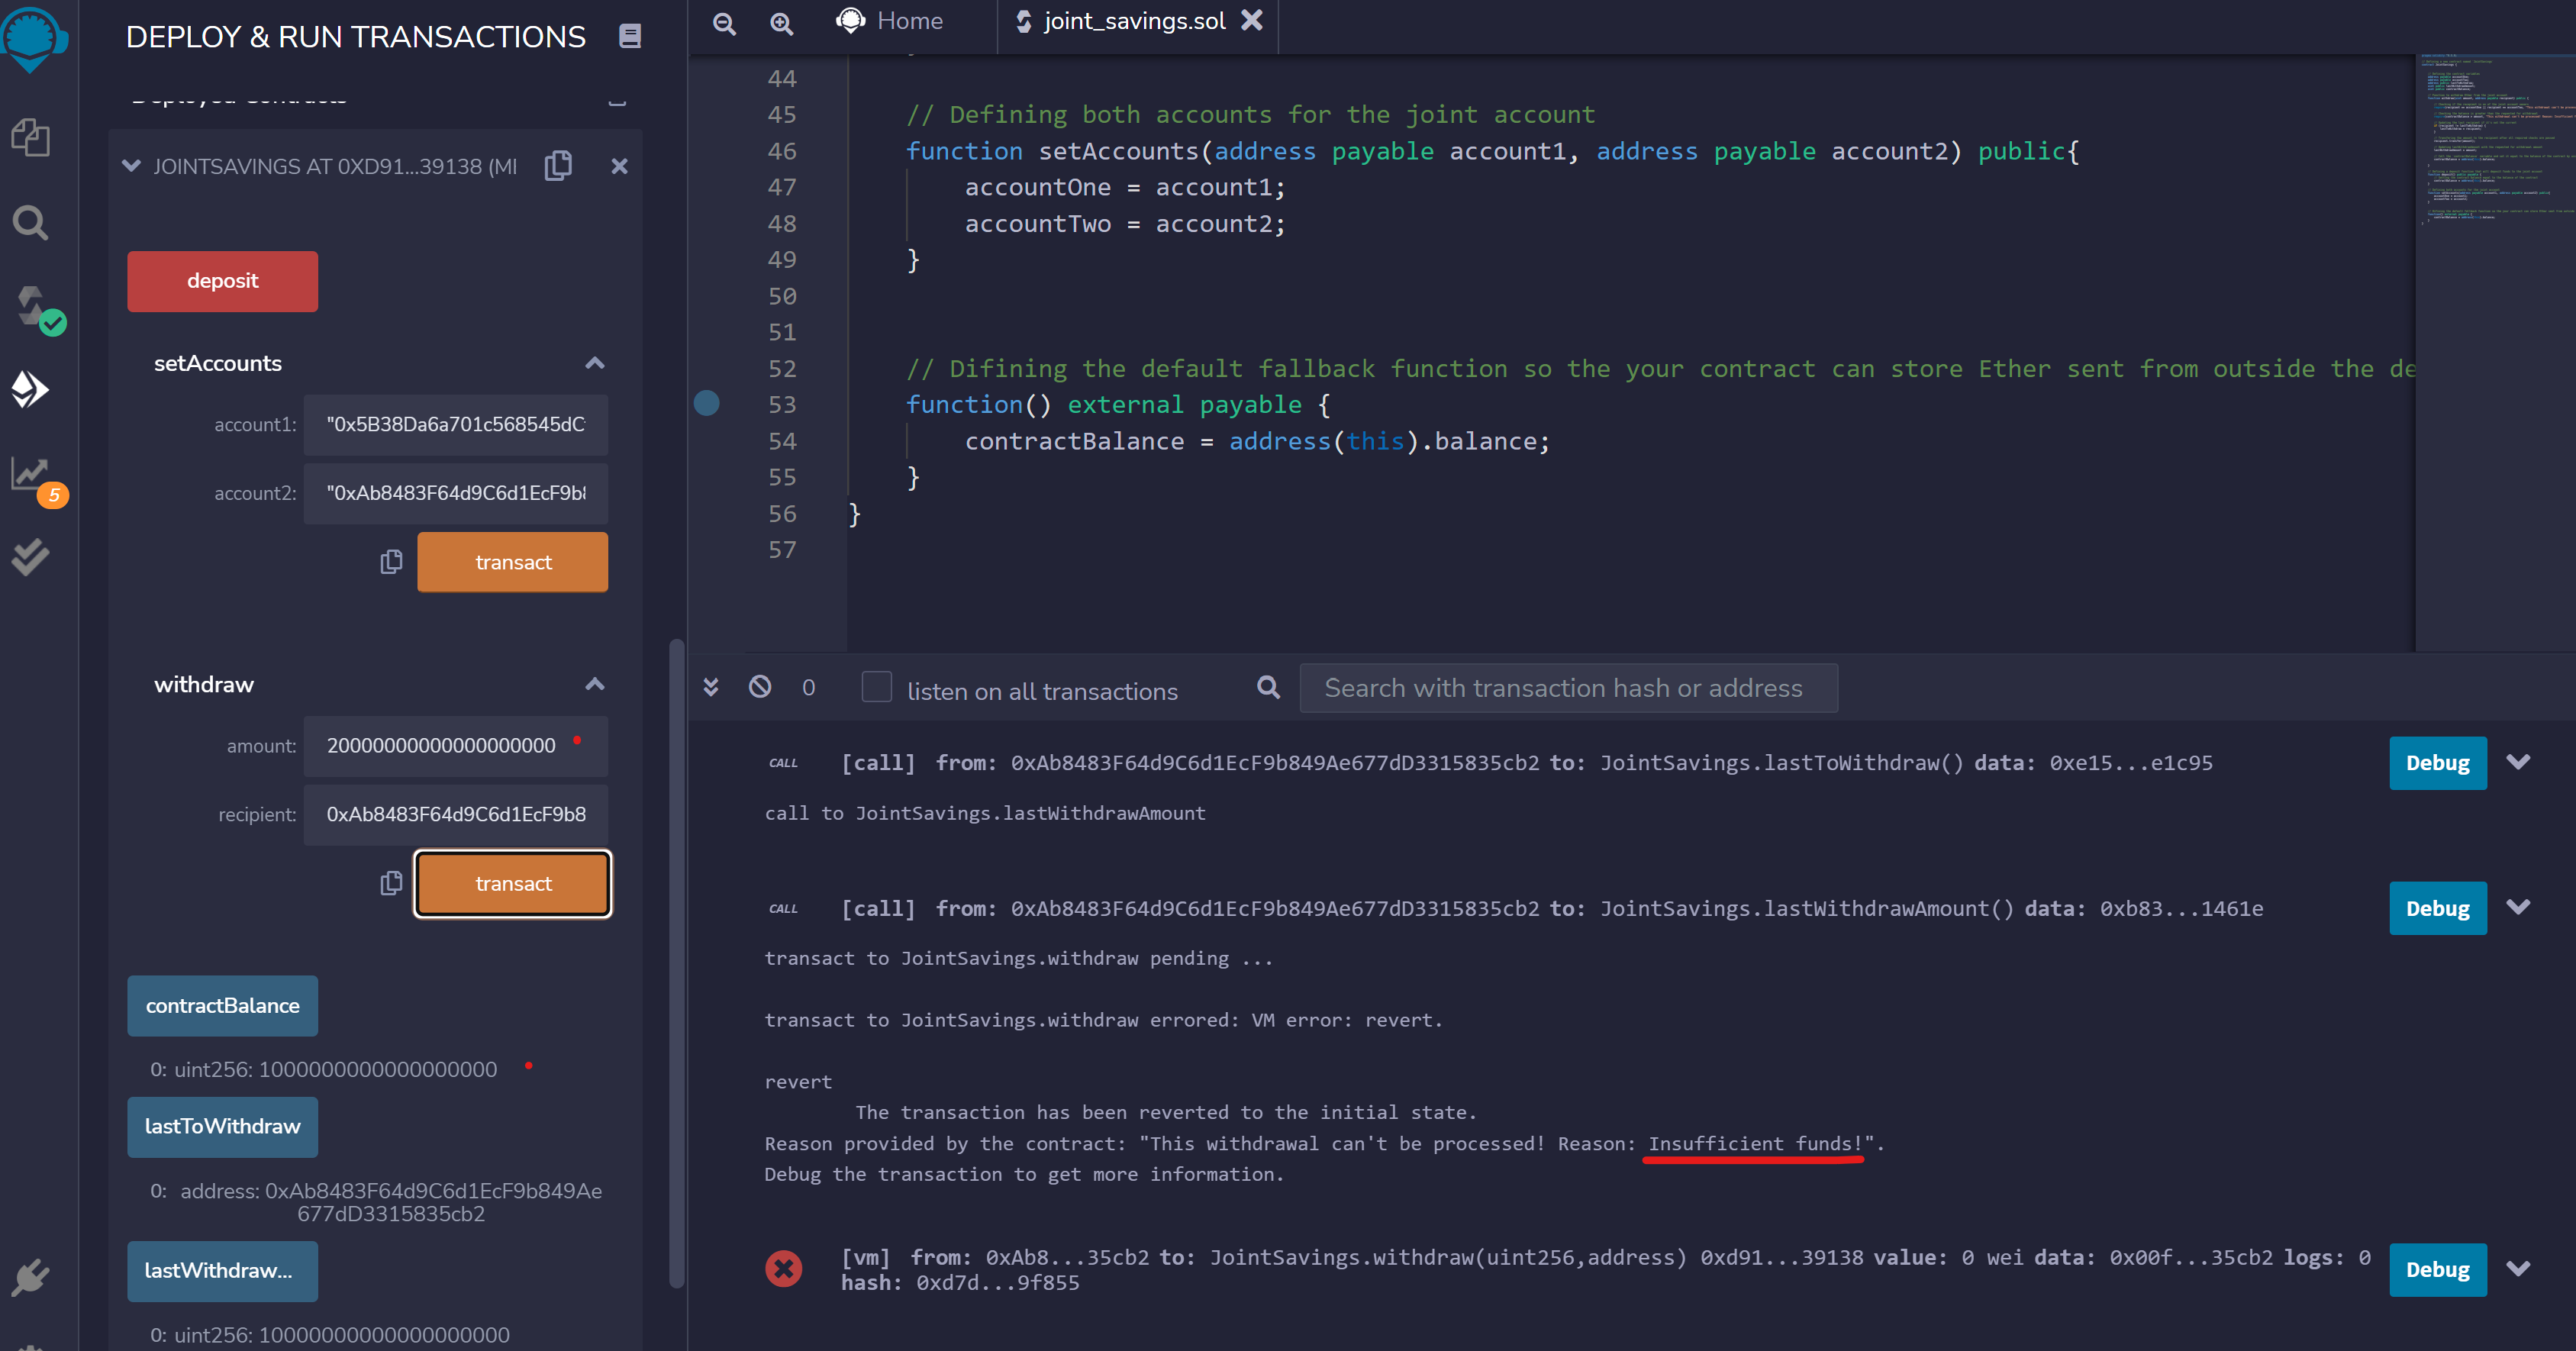 DEPLOY & RUN TRANSACTIONS
Deployed Contracts
JOINTSAVINGS AT 0XD91...39138 (MI
deposit
setAccounts
account1: "0x5B38Da6a701c568545dC
account2: "0xAb8483F64d9C6d1EcF9b8
transact
withdraw
amount: 20000000000000000000
recipient: 0xAb8483F64d9C6d1EcF9b8
transact
contractBalance
0: uint256: 1000000000000000000
lastToWithdraw
0: address: 0xAb8483F64d9C6d1EcF9b849Ae
677dD3315835cb2
lastWithdraw...
0: uint256: 10000000000000000000
5
Home
joint_savings.sol
44
45 // Defining both accounts for the joint account
46 function setAccounts(address payable account1, address payable account2) public{
47 accountOne = account1;
48 accountTwo = account2;
49 }
50
51
52 // Difining the default fallback function so the your contract can store Ether sent from outside the de
53 function() external payable {
54 contractBalance = address(this).balance;
55 }
56 }
57
0 listen on all transactions Search with transaction hash or address
CALL [call] from: 0xAb8483F64d9C6d1EcF9b849Ae677dD3315835cb2 to: JointSavings.lastToWithdraw() data: 0xe15...e1c95 Debug
call to JointSavings.lastWithdrawAmount
CALL [call] from: 0xAb8483F64d9C6d1EcF9b849Ae677dD3315835cb2 to: JointSavings.lastWithdrawAmount() data: 0xb83...1461e Debug
transact to JointSavings.withdraw pending ...
transact to JointSavings.withdraw errored: VM error: revert.
revert
The transaction has been reverted to the initial state.
Reason provided by the contract: "This withdrawal can't be processed! Reason: Insufficient funds!".
Debug the transaction to get more information.
[vm] from: 0xAb8...35cb2 to: JointSavings.withdraw(uint256,address) 0xd91...39138 value: 0 wei data: 0x00f...35cb2 logs: 0 Debug
hash: 0xd7d...9f855